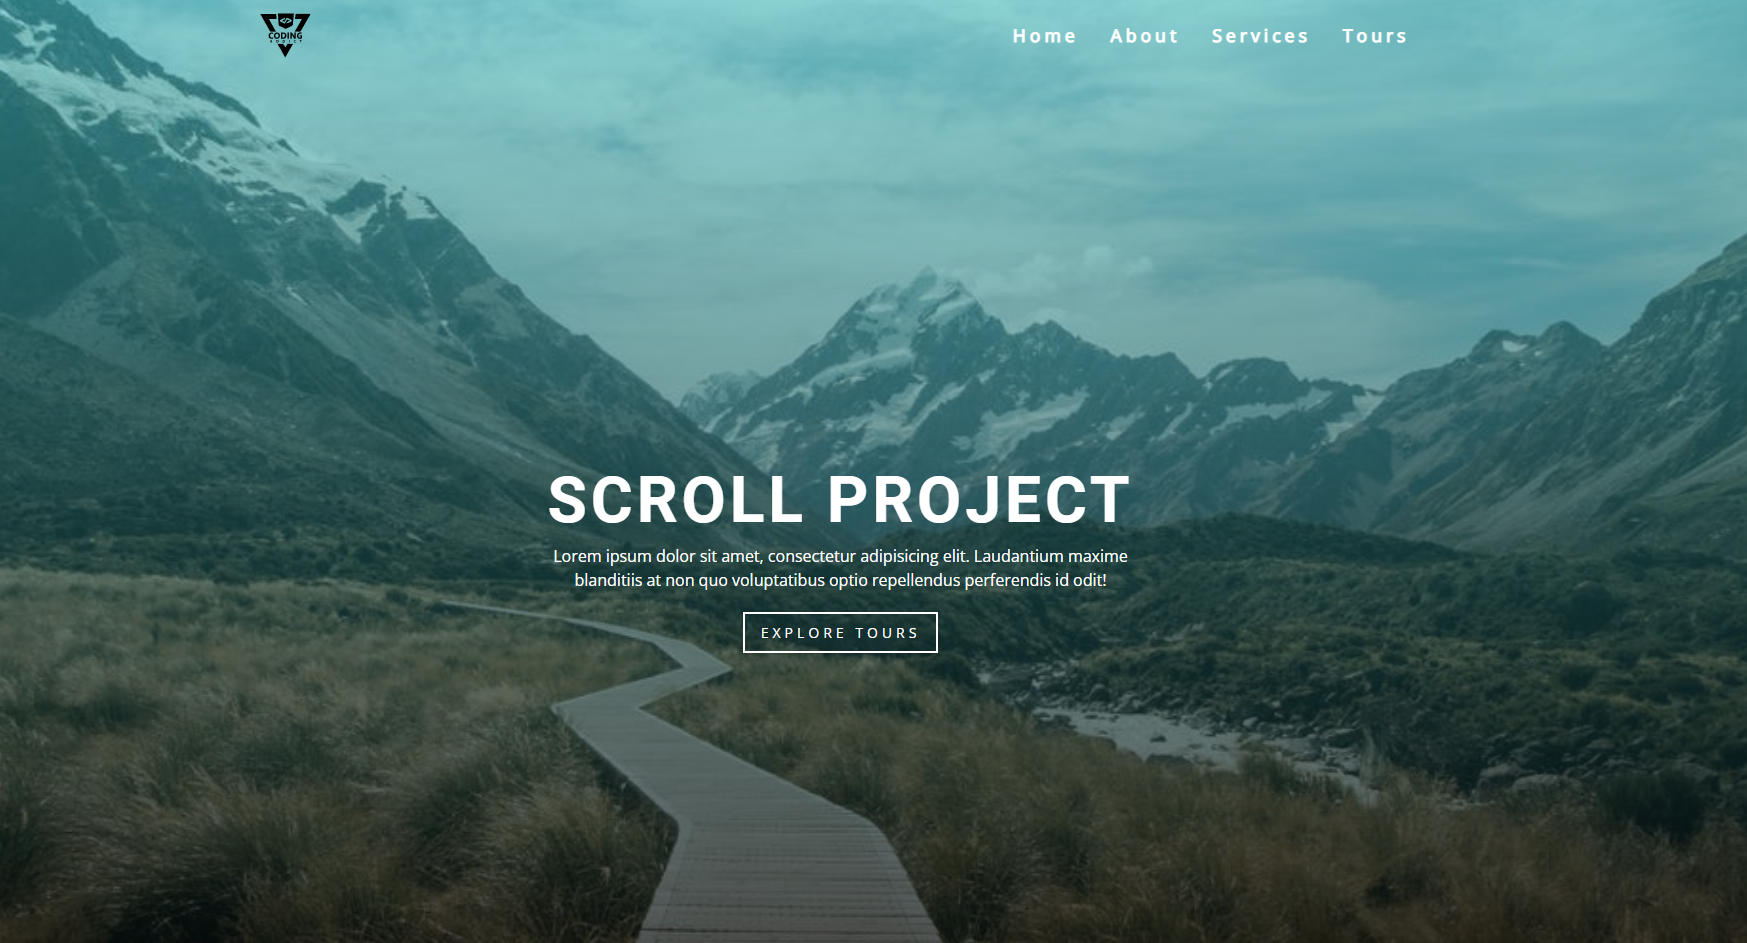 CODING
ADDICT
Home About Services Tours
SCROLL PROJECT
Lorem ipsum dolor sit amet, consectetur adipisicing elit. Laudantium maxime
blanditiis at non quo voluptatibus optio repellendus perferendis id odit!
EXPLORE TOURS